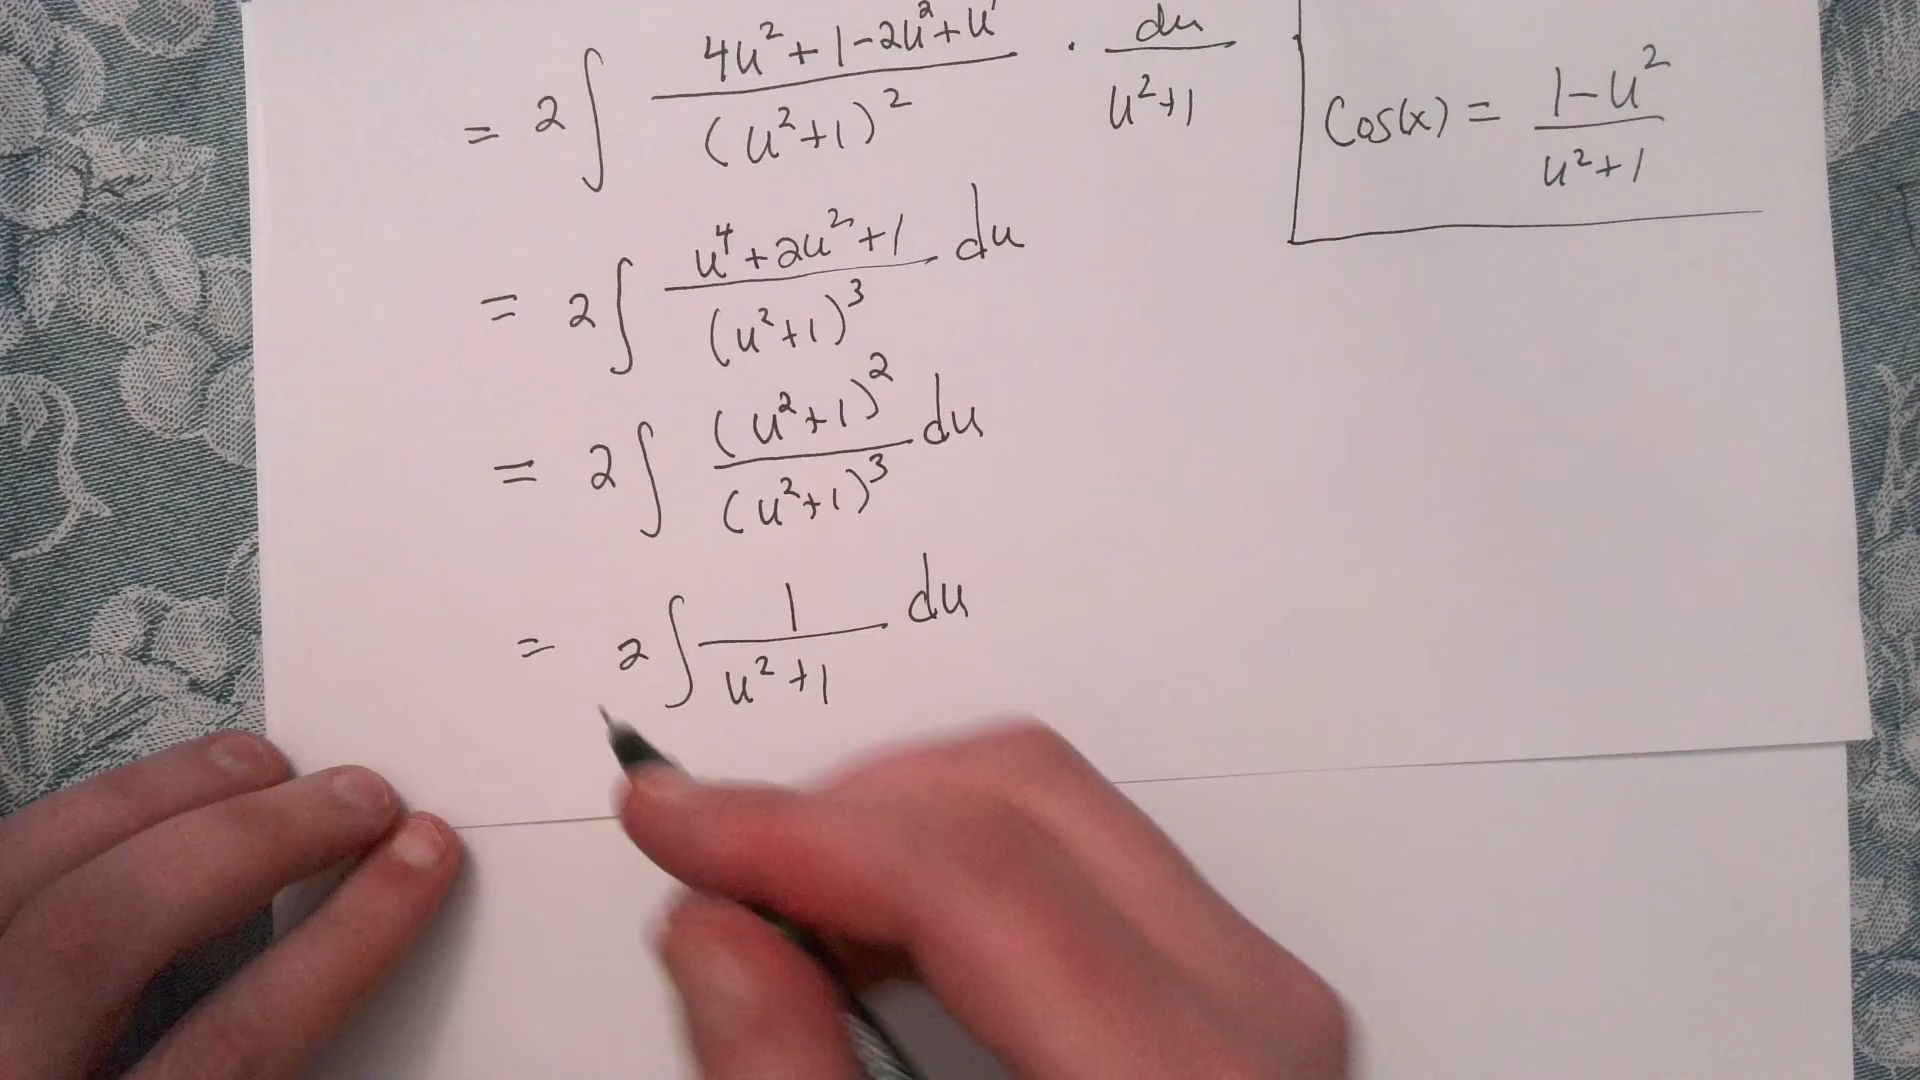 = 2∫ (4u² + 1 - 2u² + u⁴)/(u²+1)² · du/(u²+1)
Cos(x) = (1-u²)/(u²+1)
= 2∫ (u⁴+2u²+1)/(u²+1)³ du
= 2∫ (u²+1)²/(u²+1)³ du
= 2∫ 1/(u²+1) du